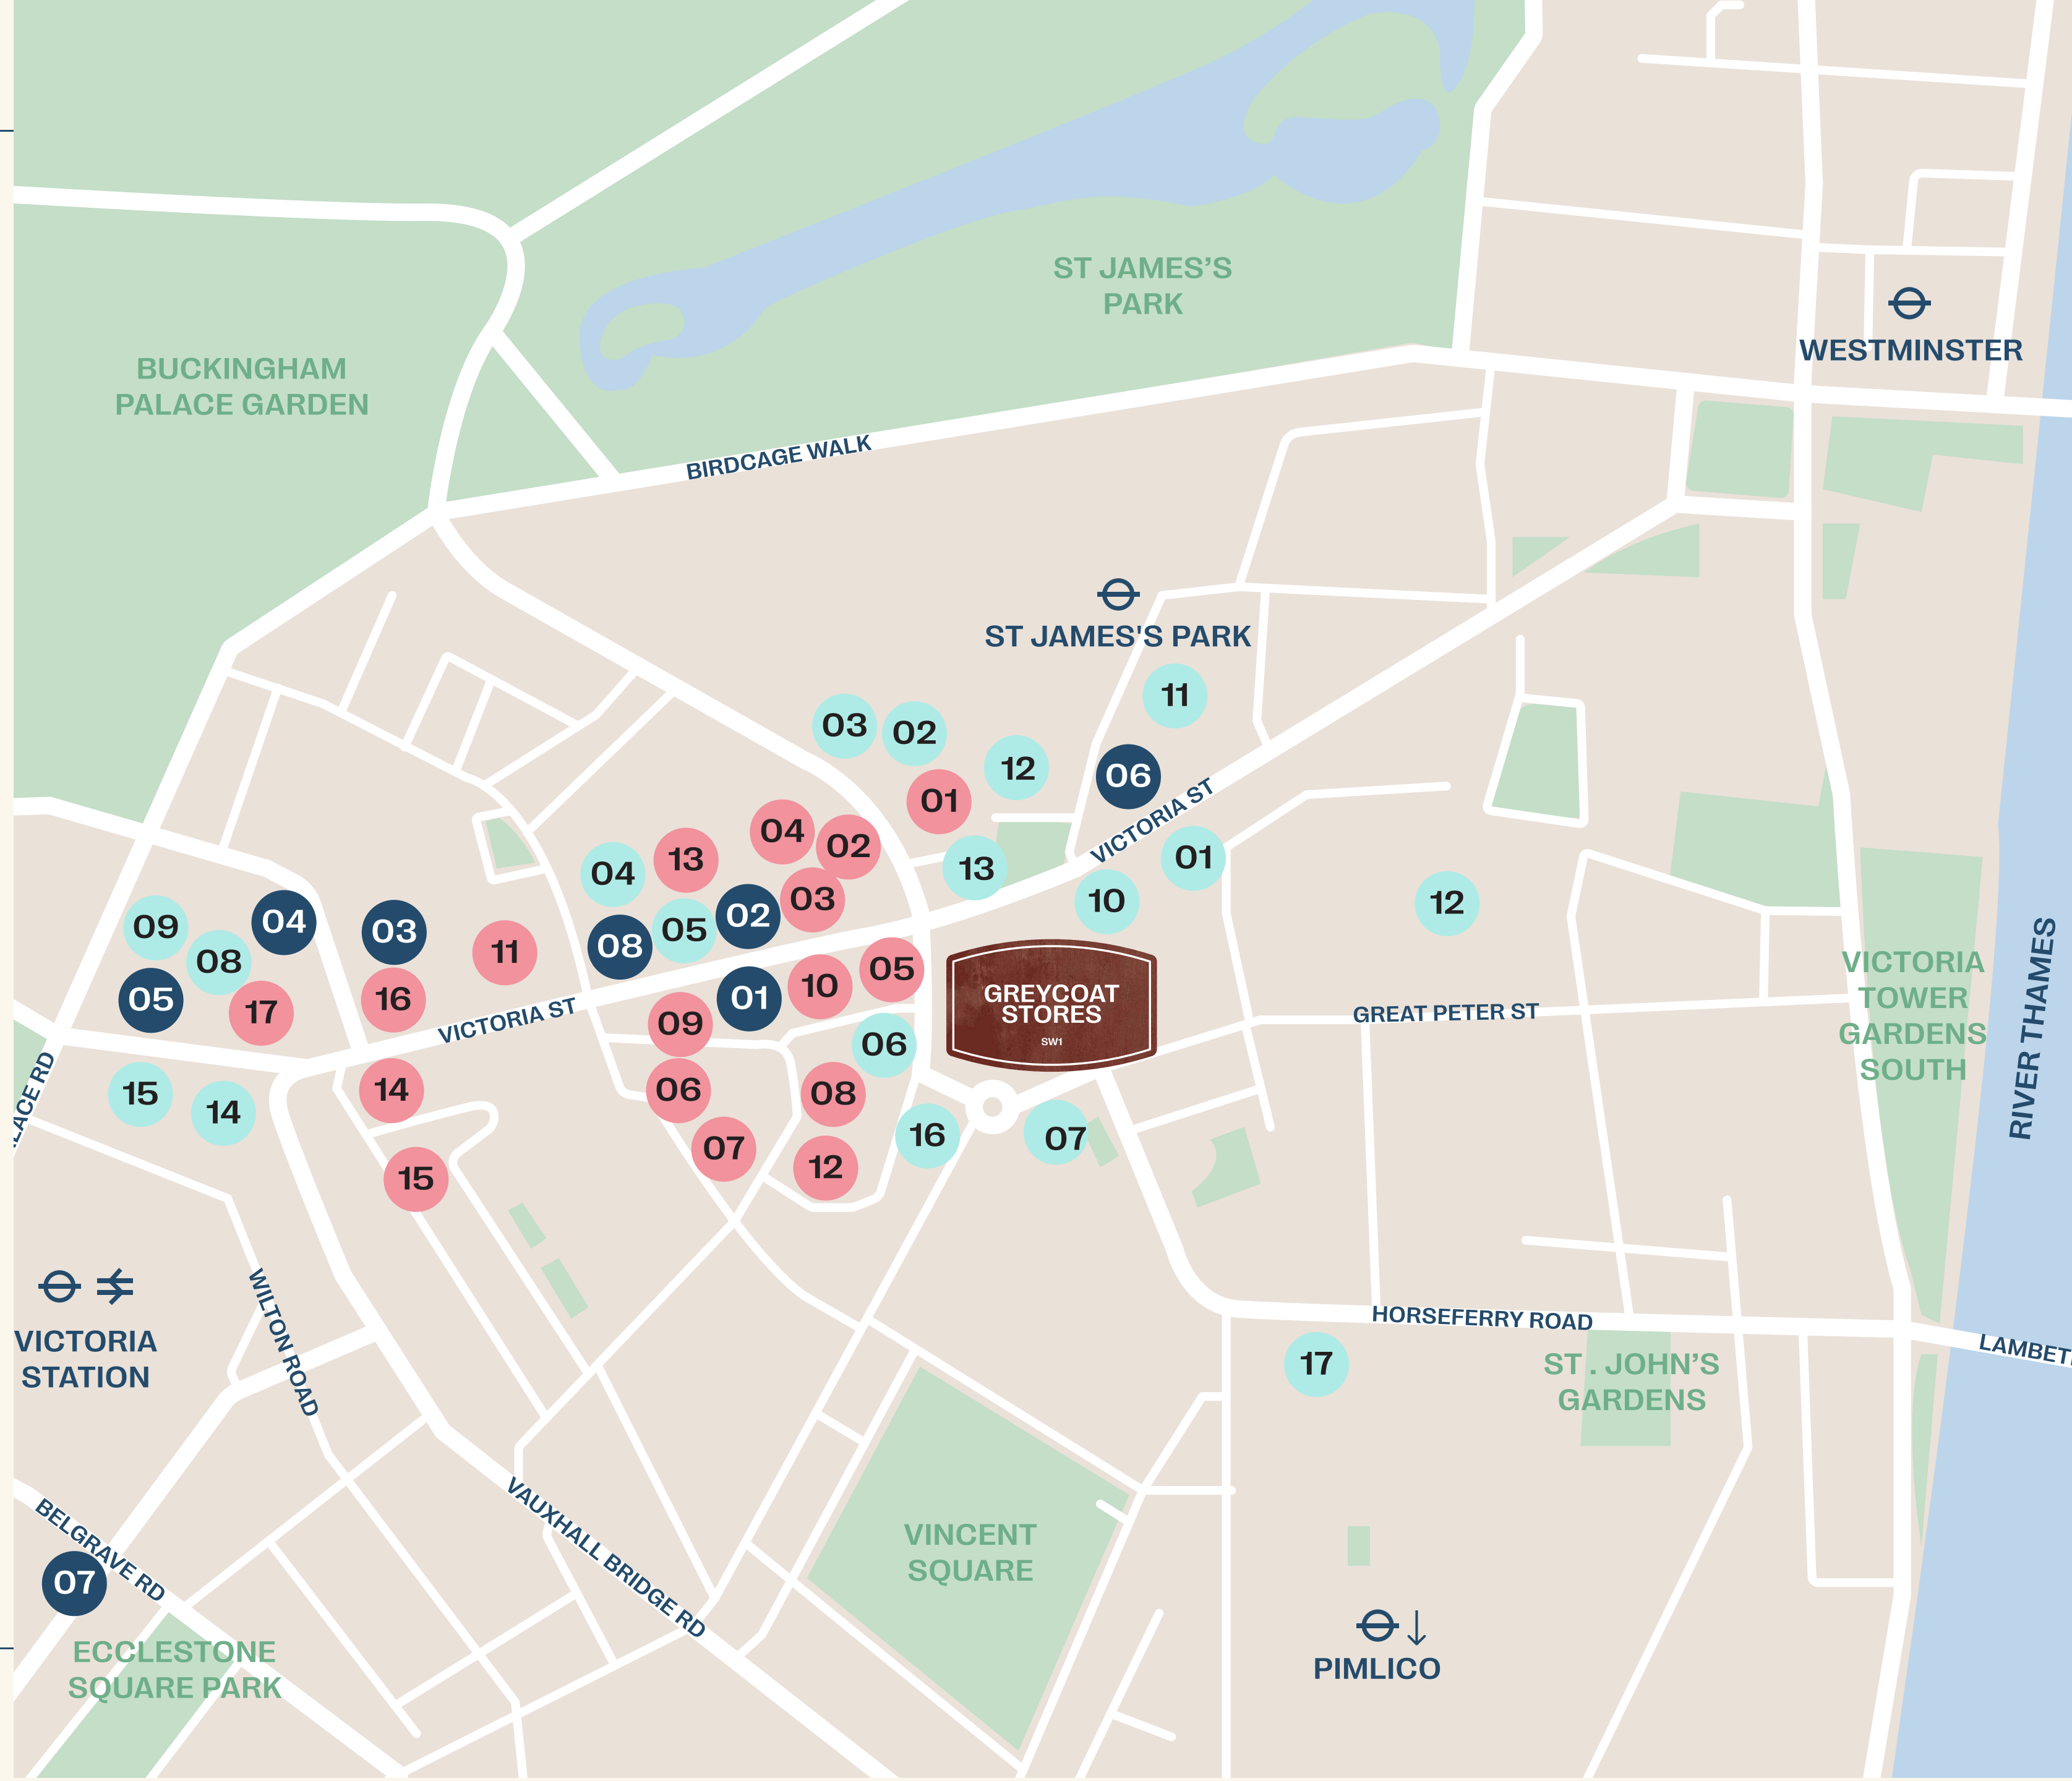 ST JAMES’S
PARK
WESTMINSTER
BUCKINGHAM
PALACE GARDEN
BIRDCAGE WALK
ST JAMES'S PARK
11
03
02
12
06
01
VICTORIA ST
04
02
13
04
13
01
03
10
12
09
04
03
02
05
08
11
08
05
05
17
16
01
10
09
GREYCOAT
STORES
SW1
VICTORIA ST
GREAT PETER ST
VICTORIA
TOWER
GARDENS
SOUTH
RIVER THAMES
06
LACE RD
15
14
14
06
08
16
07
07
12
15
VICTORIA
STATION
WILTON ROAD
HORSEFERRY ROAD
17
ST . JOHN’S
GARDENS
VAUXHALL BRIDGE RD
BELGRAVE RD
07
VINCENT
SQUARE
ECCLESTONE
SQUARE PARK
PIMLICO